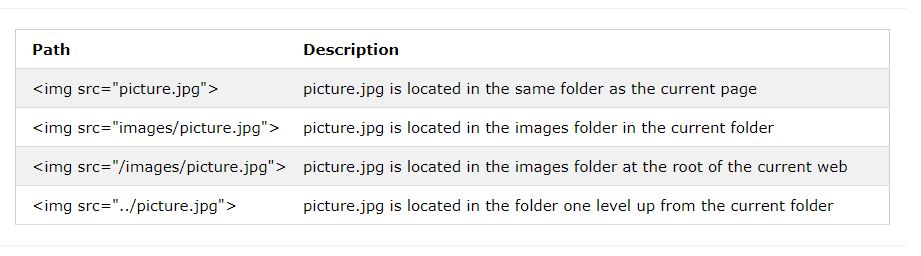 Path Description
<img src="picture.jpg"> picture.jpg is located in the same folder as the current page
<img src="images/picture.jpg"> picture.jpg is located in the images folder in the current folder
<img src="/images/picture.jpg"> picture.jpg is located in the images folder at the root of the current web
<img src="../picture.jpg"> picture.jpg is located in the folder one level up from the current folder